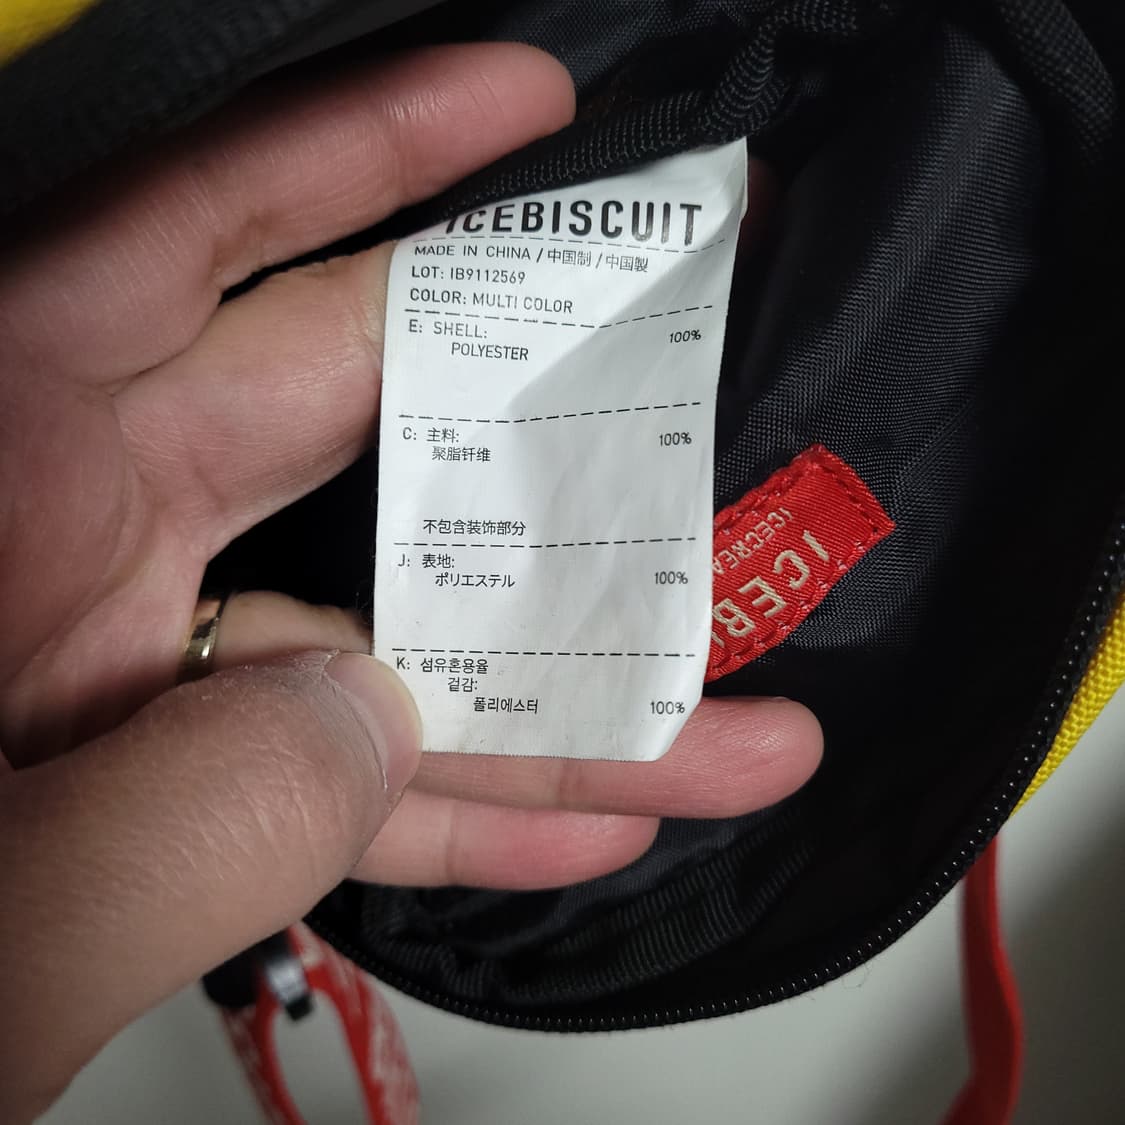 ICEBISCUIT
MADE IN CHINA / 中国制 / 中国製
LOT: IB9112569
COLOR: MULTI COLOR
E: SHELL: 100%
POLYESTER
C: 主料: 100%
聚脂钎维
不包含装饰部分
J: 表地:
ポリエステル 100%
K: 섬유혼용율
겉감:
폴리에스터 100%
ICEB
ICECREA